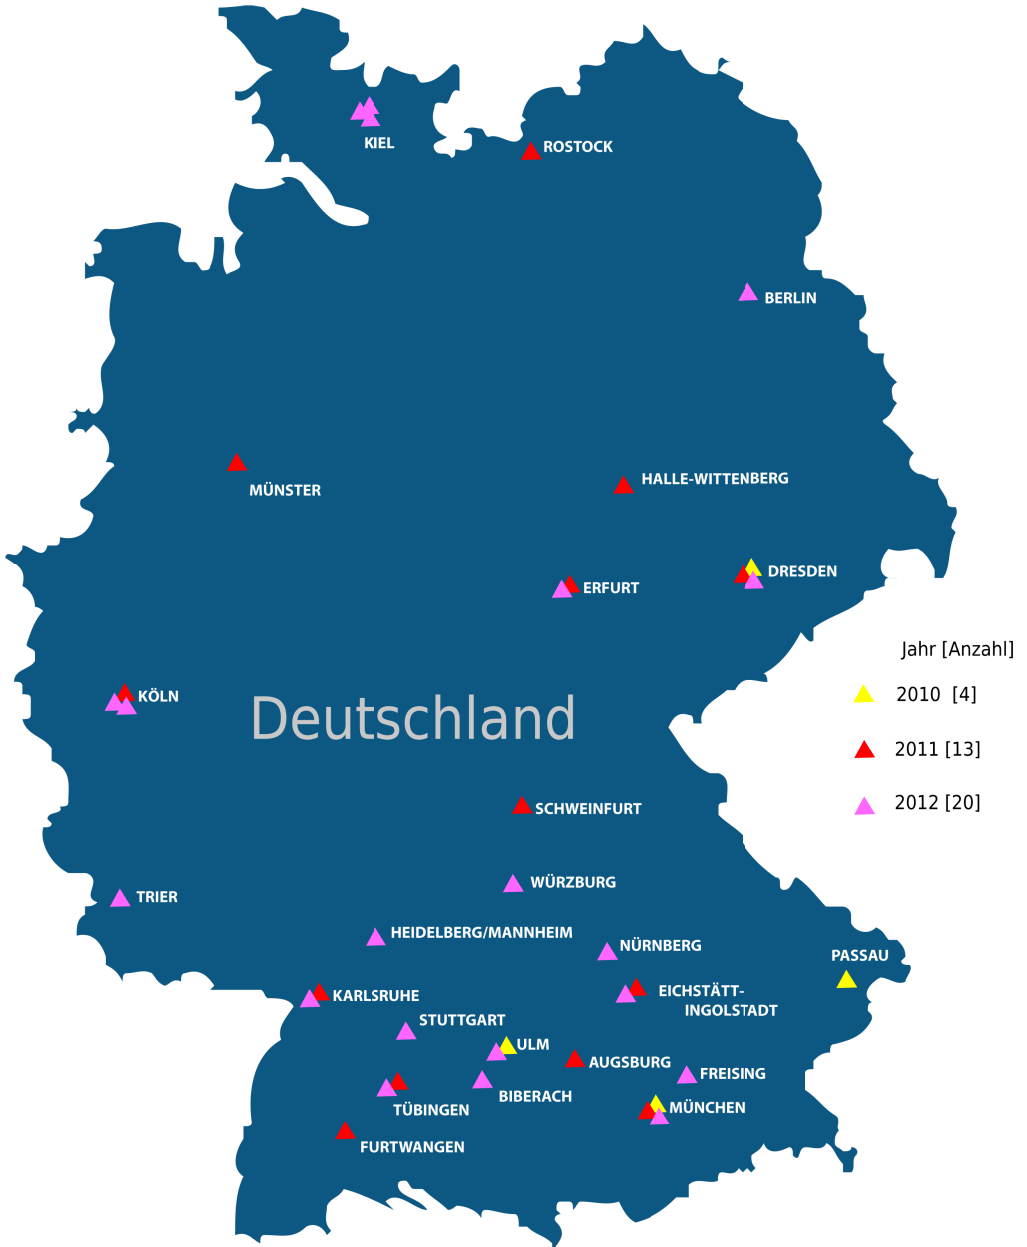 KIEL
ROSTOCK
BERLIN
MÜNSTER
HALLE-WITTENBERG
DRESDEN
ERFURT
Jahr [Anzahl]
2010 [4]
2011 [13]
2012 [20]
KÖLN
Deutschland
SCHWEINFURT
WÜRZBURG
TRIER
HEIDELBERG/MANNHEIM
NÜRNBERG
PASSAU
KARLSRUHE
EICHSTÄTT-
INGOLSTADT
STUTTGART
ULM
AUGSBURG
FREISING
BIBERACH
TÜBINGEN
MÜNCHEN
FURTWANGEN